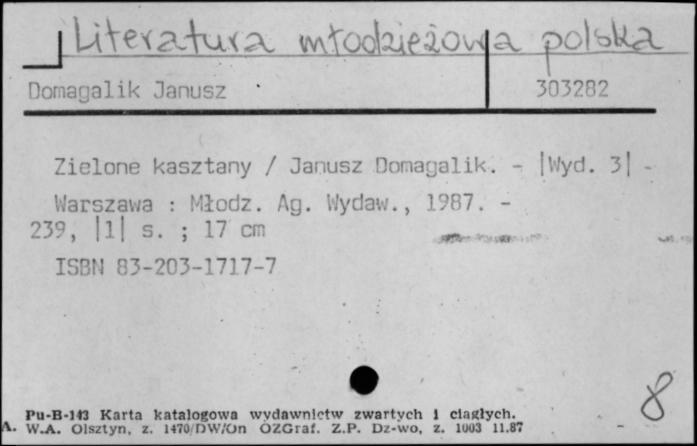 Literatura młodzieżowa polska
Domagalik Janusz 303282
Zielone kasztany / Janusz Domagalik. - |Wyd. 3| -
Warszawa : Młodz. Ag. Wydaw., 1987. -
239, |1| s. ; 17 cm
ISBN 83-203-1717-7
8
Pu-B-143 Karta katalogowa wydawnictw zwartych i ciągłych.
A. W.A. Olsztyn, z. 1470/DW/On OZGraf. Z.P. Dz-wo, z. 1003 11.87